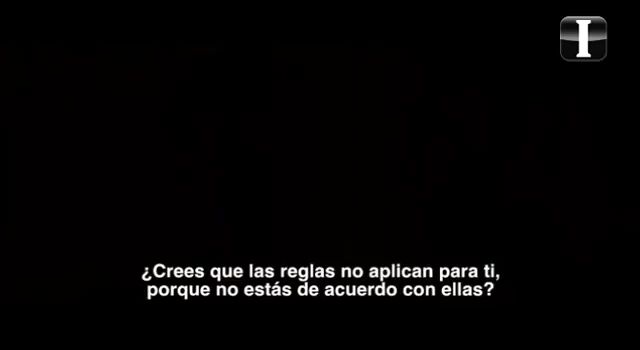 I
¿Crees que las reglas no aplican para ti,
porque no estás de acuerdo con ellas?